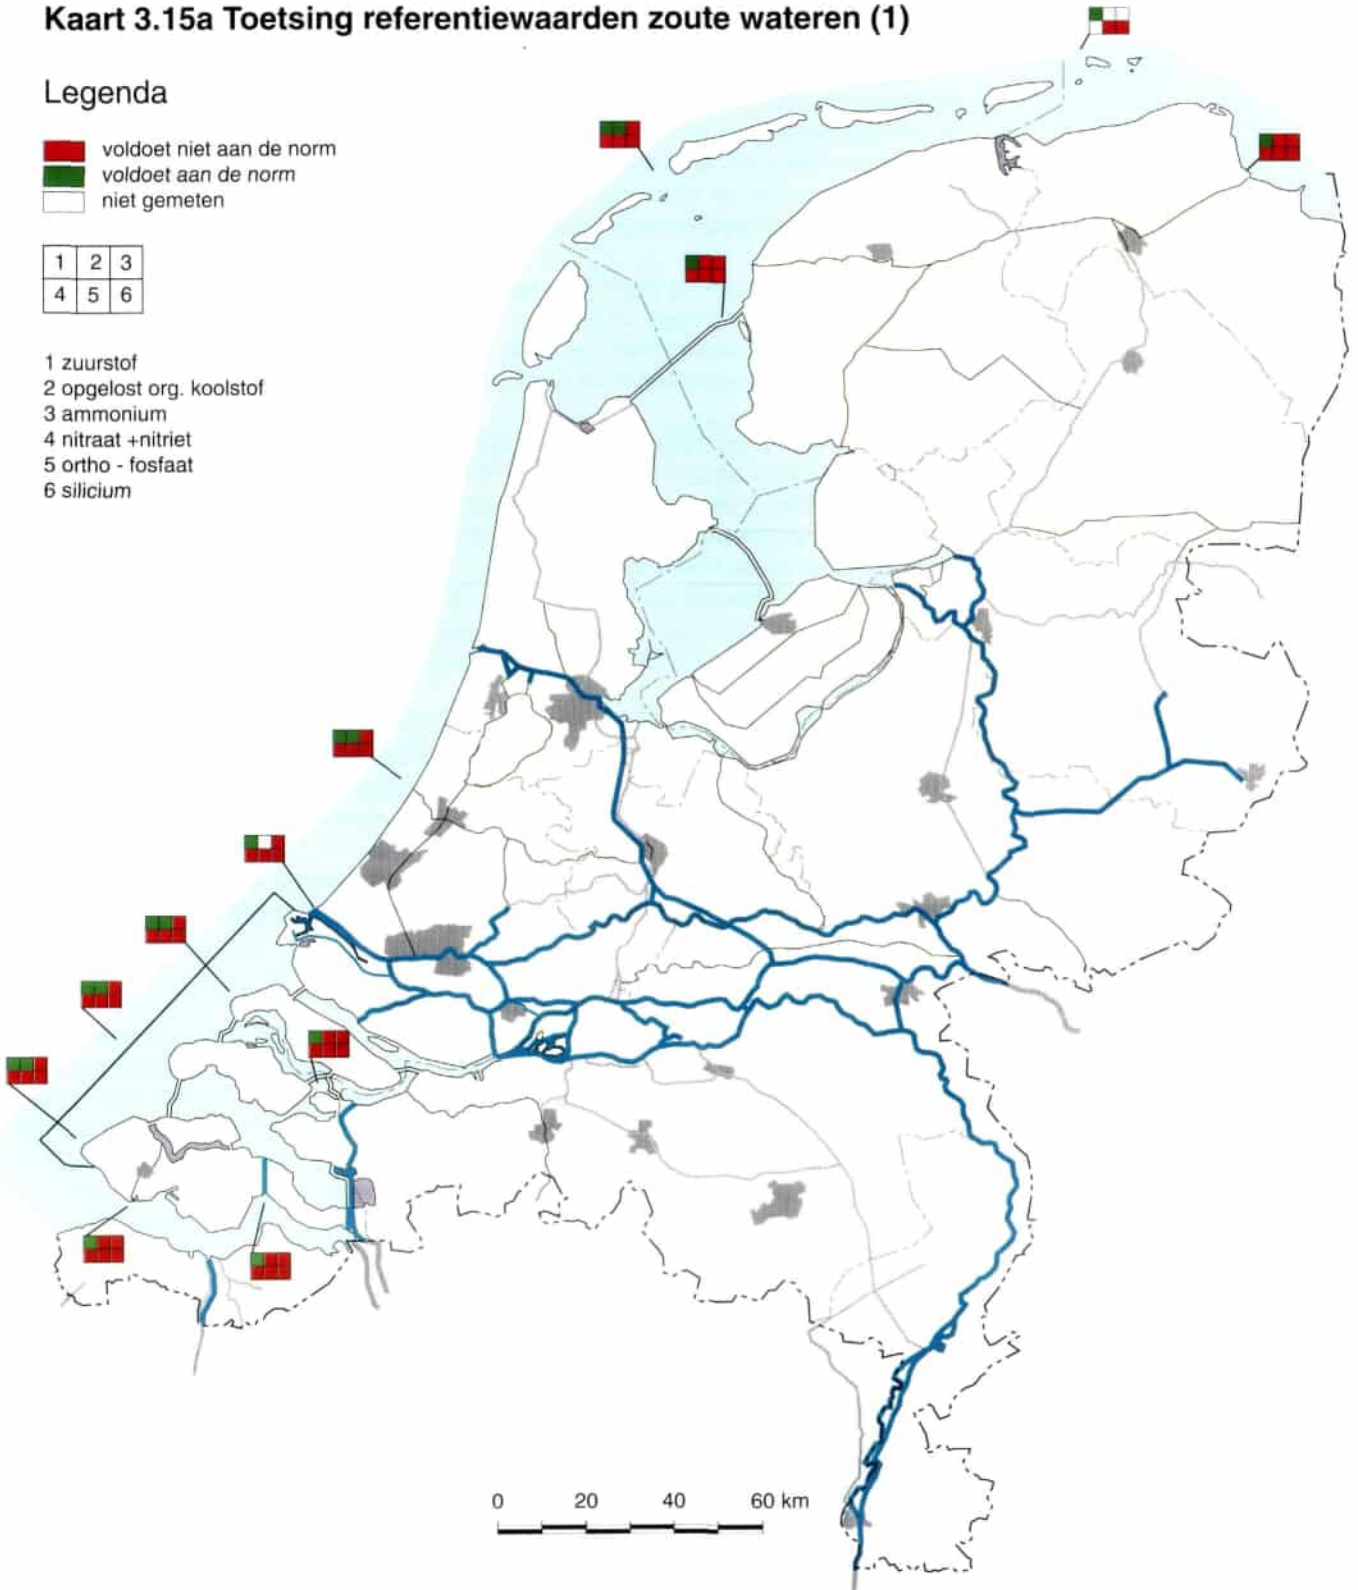 Kaart 3.15a Toetsing referentiewaarden zoute wateren (1)
Legenda
voldoet niet aan de norm
voldoet aan de norm
niet gemeten
1 2 3
4 5 6
1 zuurstof
2 opgelost org. koolstof
3 ammonium
4 nitraat +nitriet
5 ortho - fosfaat
6 silicium
0 20 40 60 km